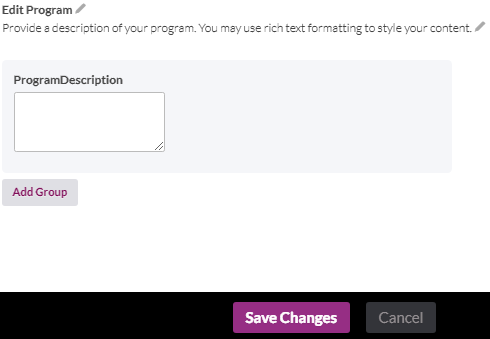 Edit Program
Provide a description of your program. You may use rich text formatting to style your content.
ProgramDescription
Add Group
Save Changes
Cancel